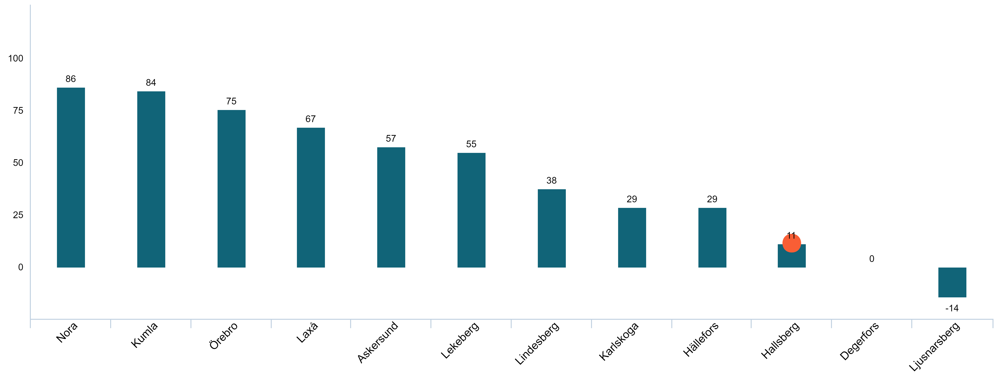 100
75
50
25
0
86
84
75
67
57
55
38
29
29
11
0
-14
Nora
Kumla
Örebro
Laxå
Askersund
Lekeberg
Lindesberg
Karlskoga
Hällefors
Hallsberg
Degerfors
Ljusnarsberg